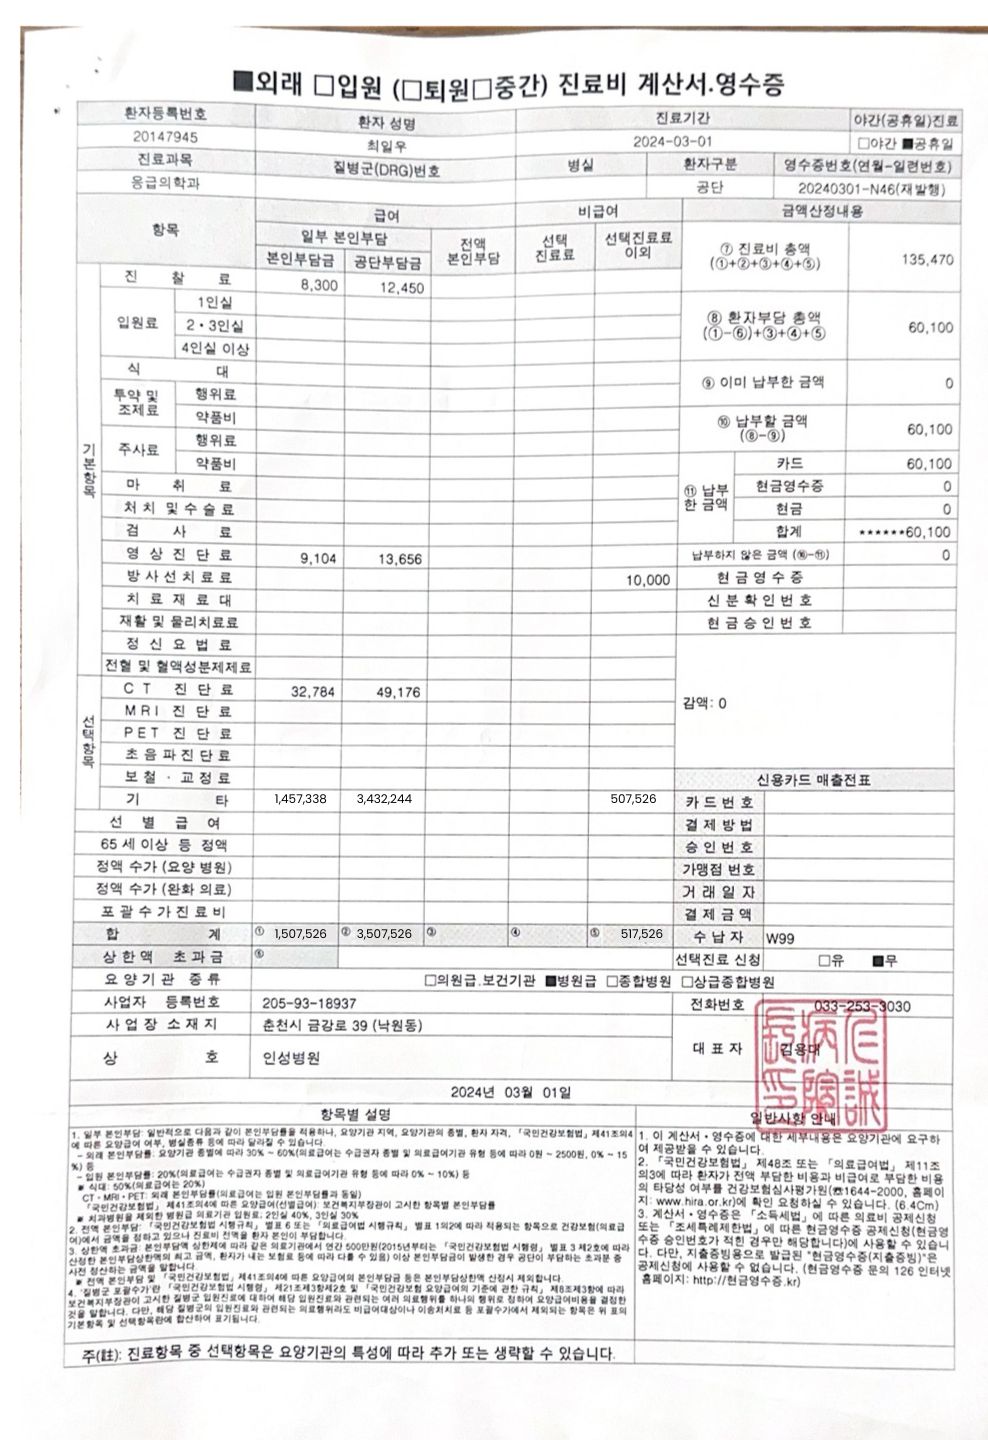 ■외래 □입원 (□퇴원□중간) 진료비 계산서.영수증
환자등록번호 환자 성명 진료기간 야간(공휴일)진료
20147945 최일우 2024-03-01 □야간 ■공휴일
진료과목 질병군(DRG)번호 병실 환자구분 영수증번호(연월-일련번호)
응급의학과 공단 20240301-N46(재발행)
항목 급여 비급여 금액산정내용
일부 본인부담 전액 본인부담 선택 진료료 선택진료료 이외
본인부담금 공단부담금
⑦ 진료비 총액 (①+②+③+④+⑤) 135,470
기본항목
진 찰 료 8,300 12,450
입원료 1인실
2·3인실
4인실 이상
⑧ 환자부담 총액 (①-⑥)+③+④+⑤ 60,100
식 대
⑨ 이미 납부한 금액 0
투약 및 조제료 행위료
약품비
⑩ 납부할 금액 (⑧-⑨) 60,100
주사료 행위료
약품비
⑪ 납부한 금액 카드 60,100
마 취 료 현금영수증 0
처치 및 수술료 현금 0
검 사 료 합계 ******60,100
영상진단료 9,104 13,656 납부하지 않은 금액 (⑩-⑪) 0
방사선치료료 10,000 현금영수증
치료재료대 신분확인번호
재활 및 물리치료료 현금승인번호
정신요법료
전혈 및 혈액성분제제료
선택항목
CT 진단료 32,784 49,176 감액: 0
MRI 진단료
PET 진단료
초음파진단료
보철·교정료 신용카드 매출전표
기 타 1,457,338 3,432,244 507,526 카드번호
선 별 급 여 결제방법
65세이상 등 정액 승인번호
정액 수가 (요양 병원) 가맹점 번호
정액 수가 (완화 의료) 거래일자
포괄수가진료비 결제금액
합 계 ① 1,507,526 ② 3,507,526 ③ ④ ⑤ 517,526 수납자 W99
상한액 초과금 ⑥ 선택진료 신청 □유 ■무
요양기관 종류 □의원급.보건기관 ■병원급 □종합병원 □상급종합병원
사업자 등록번호 205-93-18937 전화번호 033-253-3030
사업장 소재지 춘천시 금강로 39 (낙원동)
대표자 김용대
상 호 인성병원
2024년 03월 01일
항목별 설명
1. 일부 본인부담: 일반적으로 다음과 같이 본인부담률을 적용하나, 요양기관 지역, 요양기관의 종별, 환자 자격, 「국민건강보험법」 제41조의4
에 따른 요양급여 여부, 병실종류 등에 따라 달라질 수 있습니다.
- 외래 본인부담률: 요양기관 종별에 따라 30% ~ 60%(의료급여는 수급권자 종별 및 의료급여기관 유형 등에 따라 0원 ~ 2500원, 0% ~ 15
%) 등
- 입원 본인부담률: 20%(의료급여는 수급권자 종별 및 의료급여기관 유형 등에 따라 0% ~ 10%) 등
※ 식대: 50%(의료급여는 20%)
CT·MRI·PET: 외래 본인부담률(의료급여는 입원 본인부담률과 동일)
「국민건강보험법」 제41조의4에 따른 요양급여(선별급여): 보건복지부장관이 고시한 항목별 본인부담률
※ 치과병원을 제외한 병원급 의료기관 입원료: 2인실 40%, 3인실 30%
2. 전액 본인부담: 「국민건강보험법 시행규칙」 별표 6 또는 「의료급여법 시행규칙」 별표 1의2에 따라 적용되는 항목으로 건강보험(의료급
여)에서 금액을 정하고 있으나 진료비 전액을 환자 본인이 부담합니다.
3. 상한액 초과금: 본인부담액 상한제에 따라 같은 의료기관에서 연간 500만원(2015년부터는 「국민건강보험법 시행령」 별표 3 제2호에 따라
산정한 본인부담상한액의 최고 금액, 환자가 내는 보험료 등에 따라 다를 수 있음) 이상 본인부담금이 발생한 경우 공단이 부담하는 초과분 중
사전 정산하는 금액을 말합니다.
※ 전액 본인부담 및 「국민건강보험법」 제41조의4에 따른 요양급여의 본인부담금 등은 본인부담상한액 산정시 제외합니다.
4. '질병군 포괄수가'란 「국민건강보험법 시행령」 제21조제3항제2호 및 「국민건강보험 요양급여의 기준에 관한 규칙」 제8조제3항에 따라
보건복지부장관이 고시한 질병군 입원진료에 대하여 해당 입원진료와 관련되는 여러 의료행위를 하나의 행위로 정하여 요양급여비용을 결정한
것을 말합니다. 다만, 해당 질병군의 입원진료와 관련되는 의료행위라도 비급여대상이나 이송처치료 등 포괄수가에서 제외되는 항목은 위 표의
기본항목 및 선택항목란에 합산하여 표기됩니다.
일반사항 안내
1. 이 계산서·영수증에 대한 세부내용은 요양기관에 요구하
여 제공받을 수 있습니다.
2. 「국민건강보험법」 제48조 또는 「의료급여법」 제11조
의3에 따라 환자가 전액 부담한 비용과 비급여로 부담한 비용
의 타당성 여부를 건강보험심사평가원(☎1644-2000, 홈페이
지: www.hira.or.kr)에 확인 요청하실 수 있습니다. (6.4Cm)
3. 계산서·영수증은 「소득세법」에 따른 의료비 공제신청
또는 「조세특례제한법」에 따른 현금영수증 공제신청(현금영
수증 승인번호가 적힌 경우만 해당합니다)에 사용할 수 있습니
다. 다만, 지출증빙용으로 발급된 "현금영수증(지출증빙)"은
공제신청에 사용할 수 없습니다. (현금영수증 문의 126 인터넷
홈페이지: http://현금영수증.kr)
주(註): 진료항목 중 선택항목은 요양기관의 특성에 따라 추가 또는 생략할 수 있습니다.